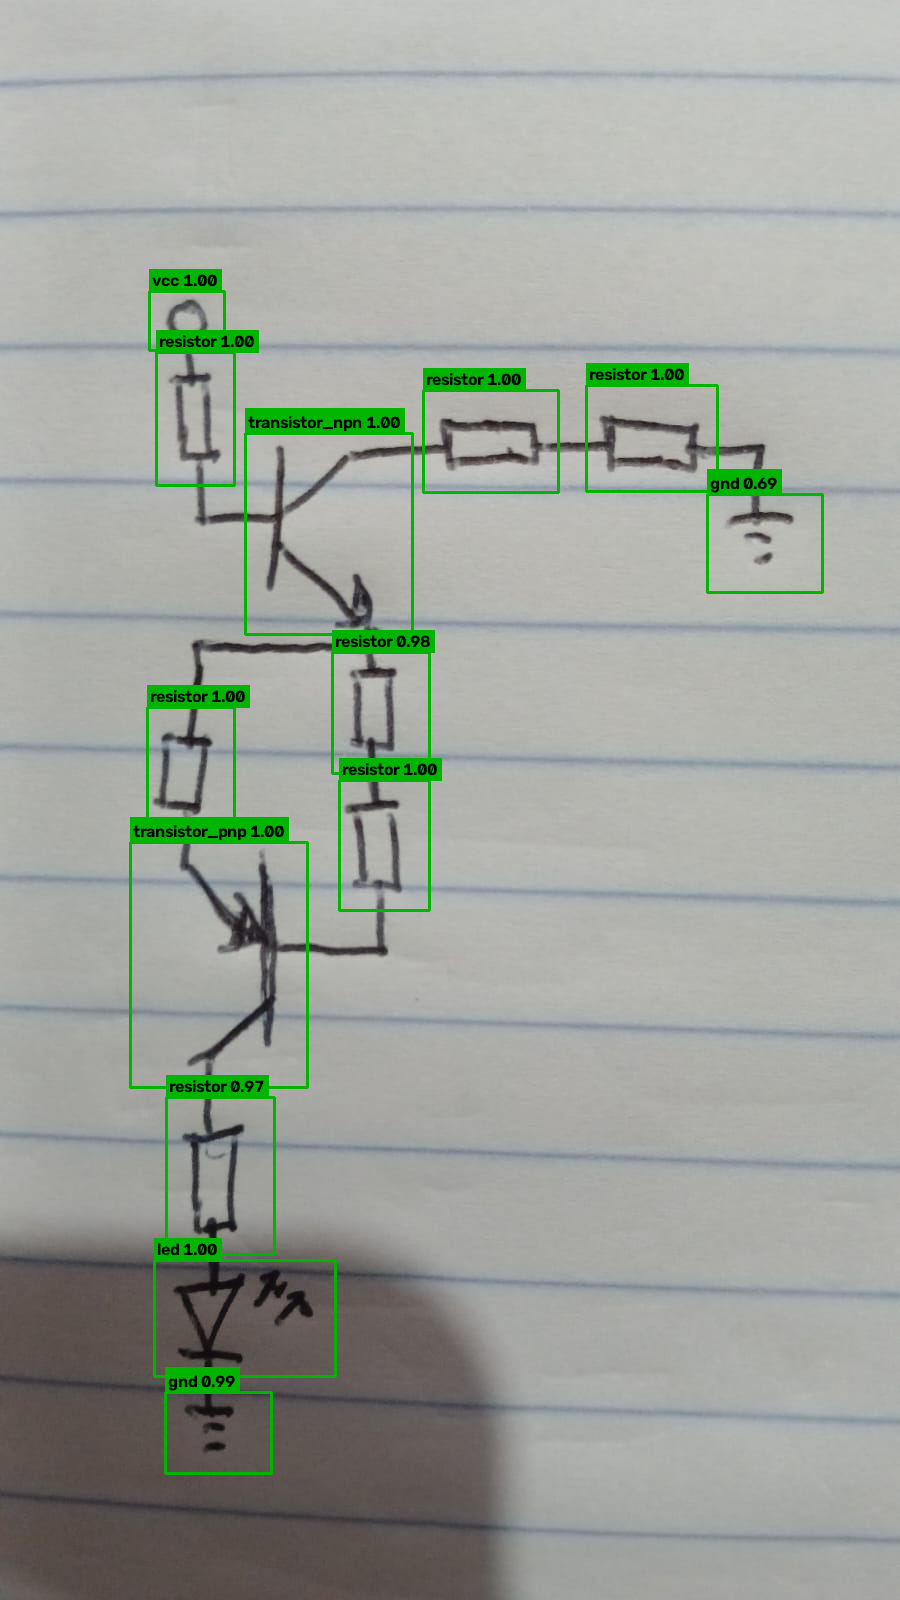 vcc 1.00
resistor 1.00
resistor 1.00
resistor 1.00
transistor_npn 1.00
gnd 0.69
resistor 0.98
resistor 1.00
resistor 1.00
transistor_pnp 1.00
resistor 0.97
led 1.00
gnd 0.99